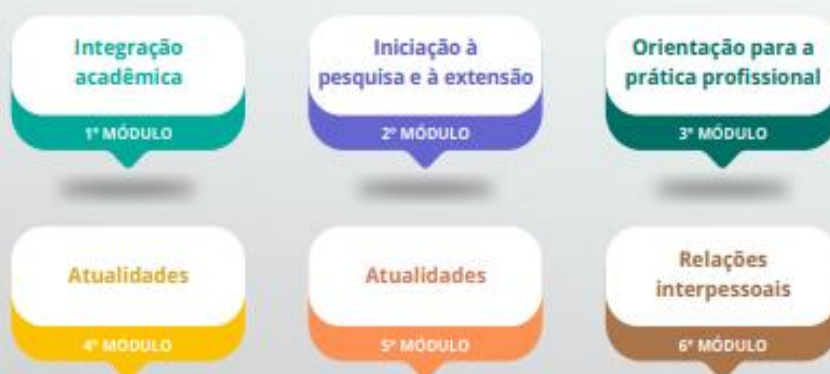 Integração
acadêmica
1º MÓDULO
Iniciação à
pesquisa e à extensão
2º MÓDULO
Orientação para a
prática profissional
3º MÓDULO
Atualidades
4º MÓDULO
Atualidades
5º MÓDULO
Relações
interpessoais
6º MÓDULO